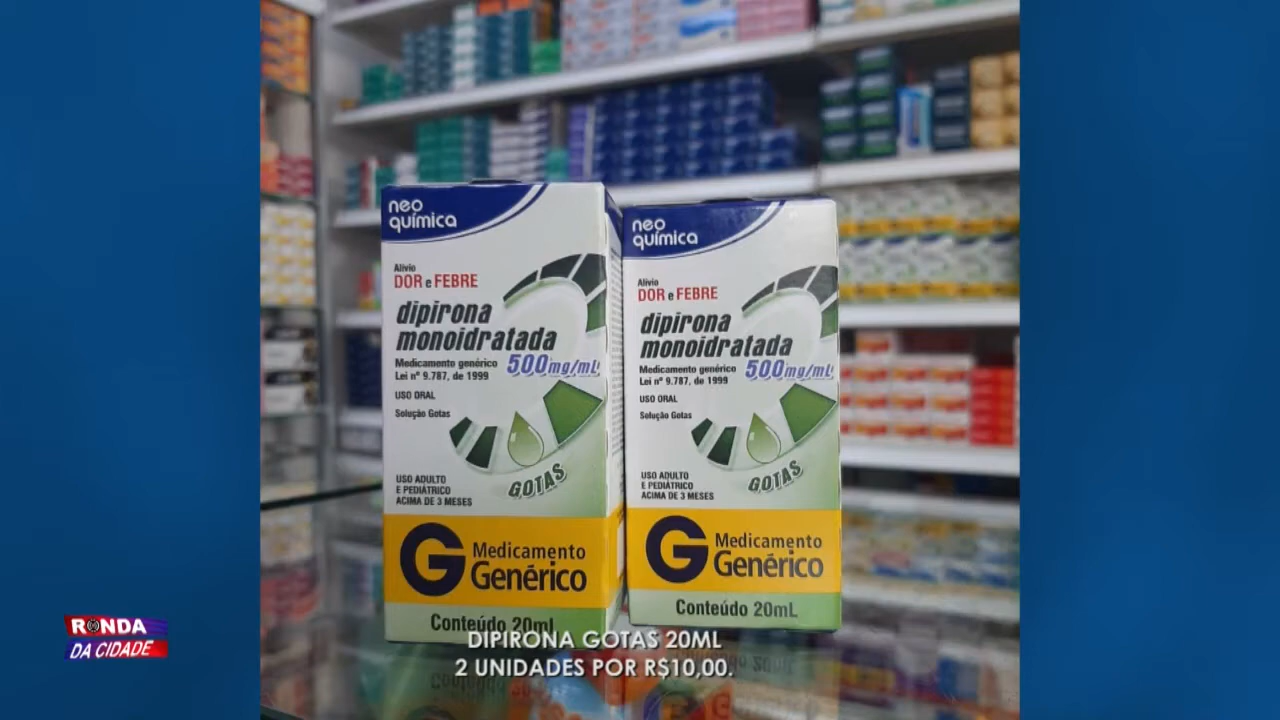 neo
química
Alívio
DOR e FEBRE
dipirona
monoidratada
Medicamento genérico
Lei nº 9.787, de 1999
500mg/mL
USO ORAL
Solução Gotas
GOTAS
USO ADULTO
E PEDIÁTRICO
ACIMA DE 3 MESES
G Medicamento
Genérico
Conteúdo 20mL
neo
química
Alívio
DOR e FEBRE
dipirona
monoidratada
Medicamento genérico
Lei nº 9.787, de 1999
500mg/mL
USO ORAL
Solução Gotas
GOTAS
USO ADULTO
E PEDIÁTRICO
ACIMA DE 3 MESES
G Medicamento
Genérico
Conteúdo 20mL
RONDA
DA CIDADE
DIPIRONA GOTAS 20ML
2 UNIDADES POR R$10,00.